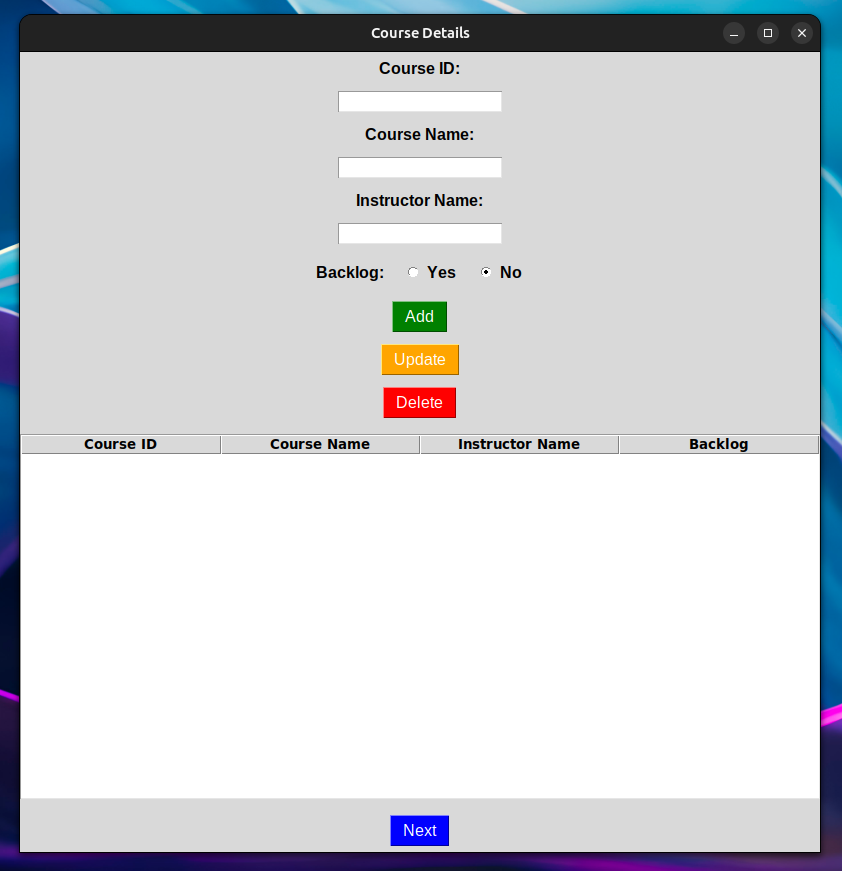 Course Details
Course ID:
Course Name:
Instructor Name:
Backlog: Yes No
Add
Update
Delete
Course ID Course Name Instructor Name Backlog
Next